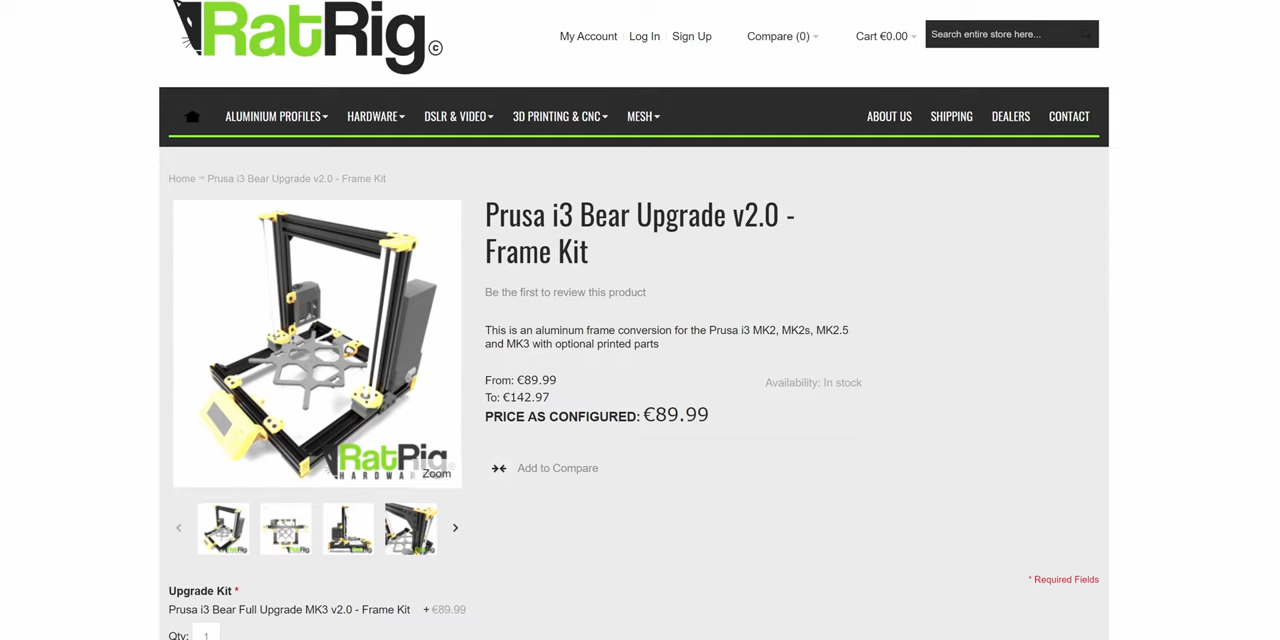 RatRig ©
My Account Log In Sign Up Compare (0) Cart €0.00 Search entire store here...
ALUMINIUM PROFILES HARDWARE DSLR & VIDEO 3D PRINTING & CNC MESH ABOUT US SHIPPING DEALERS CONTACT
Home → Prusa i3 Bear Upgrade v2.0 - Frame Kit
Prusa i3 Bear Upgrade v2.0 -
Frame Kit
Be the first to review this product
This is an aluminum frame conversion for the Prusa i3 MK2, MK2s, MK2.5
and MK3 with optional printed parts
From: €89.99
To: €142.97
Availability: In stock
PRICE AS CONFIGURED: €89.99
RatRig
HARDWAR
Zoom
Add to Compare
RatRig
RatRig
RatRig
RatRig
* Required Fields
Upgrade Kit *
Prusa i3 Bear Full Upgrade MK3 v2.0 - Frame Kit + €89.99
Qty: 1